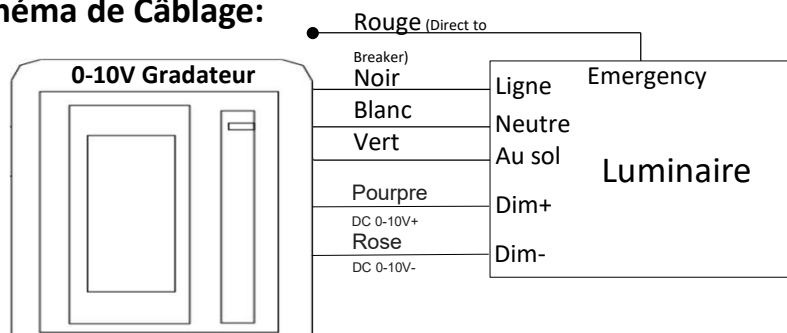 néma de Câblage:
Rouge (Direct to
Breaker)
0-10V Gradateur
Noir
Ligne
Emergency
Blanc
Neutre
Vert
Au sol
Luminaire
Pourpre
Dim+
DC 0-10V+
Rose
Dim-
DC 0-10V-